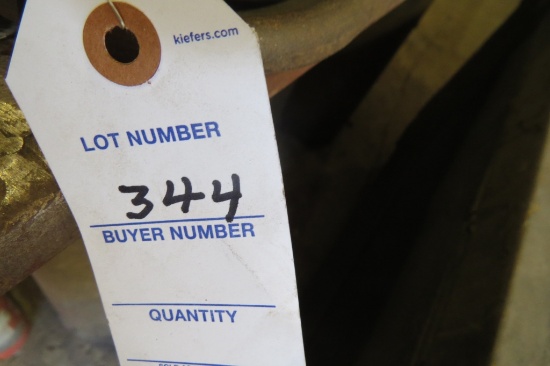 kiefers.com
LOT NUMBER
344
BUYER NUMBER
QUANTITY